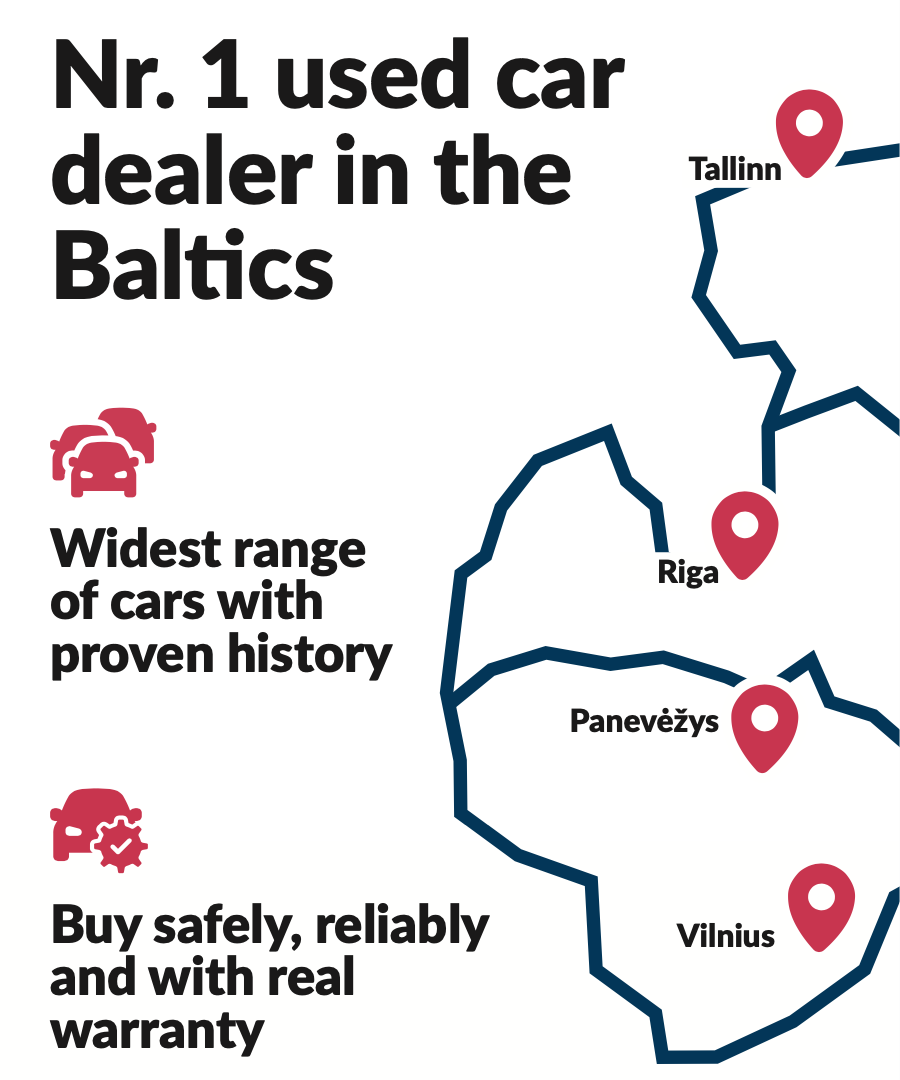 Nr. 1 used car
dealer in the
Baltics
Tallinn
Widest range
of cars with
proven history
Riga
Panevėžys
Buy safely, reliably
and with real
warranty
Vilnius